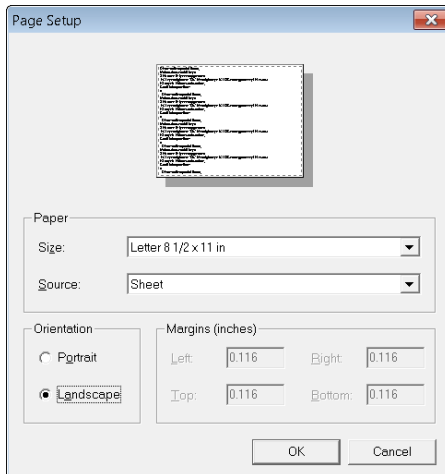 Page Setup
Paper
Size: Letter 8 1/2 x 11 in
Source: Sheet
Orientation
Portrait
Landscape
Margins (inches)
Left: 0.116 Right: 0.116
Top: 0.116 Bottom: 0.116
OK Cancel